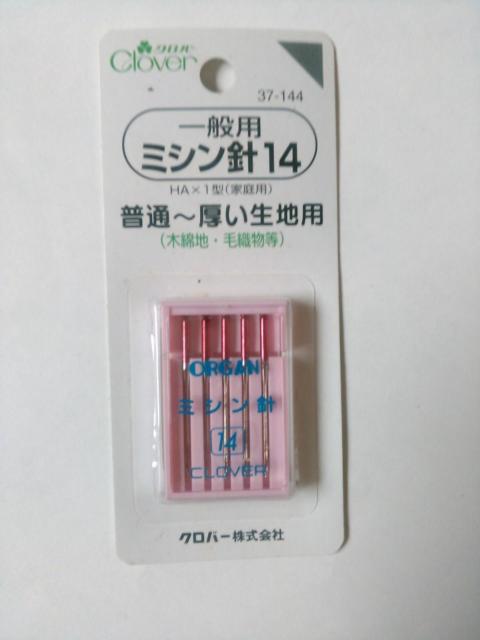 クロバー
Clover
37-144
一般用
ミシン針14
HA×1型(家庭用)
普通～厚い生地用
(木綿地・毛織物等)
ORGAN
ミシン針
14
CLOVER
クロバー株式会社